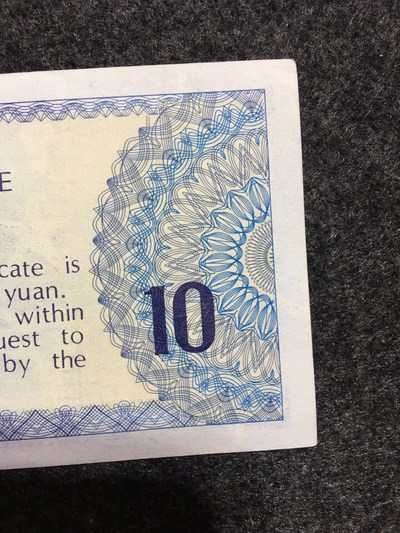 E
cate is
yuan.
within
uest to
by the
10